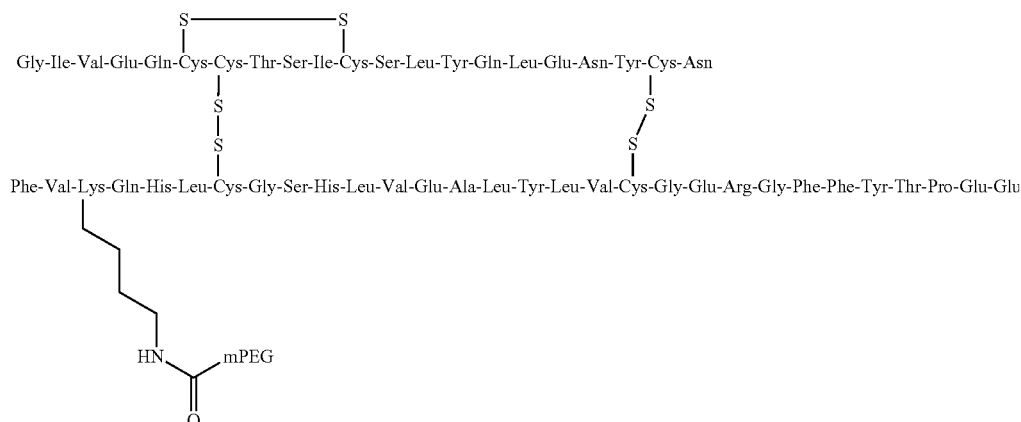 S S
Gly-Ile-Val-Glu-Gln-Cys-Cys-Thr-Ser-Ile-Cys-Ser-Leu-Tyr-Gln-Leu-Glu-Asn-Tyr-Cys-Asn
S S
S S
Phe-Val-Lys-Gln-His-Leu-Cys-Gly-Ser-His-Leu-Val-Glu-Ala-Leu-Tyr-Leu-Val-Cys-Gly-Glu-Arg-Gly-Phe-Phe-Tyr-Thr-Pro-Glu-Glu
HN mPEG
O